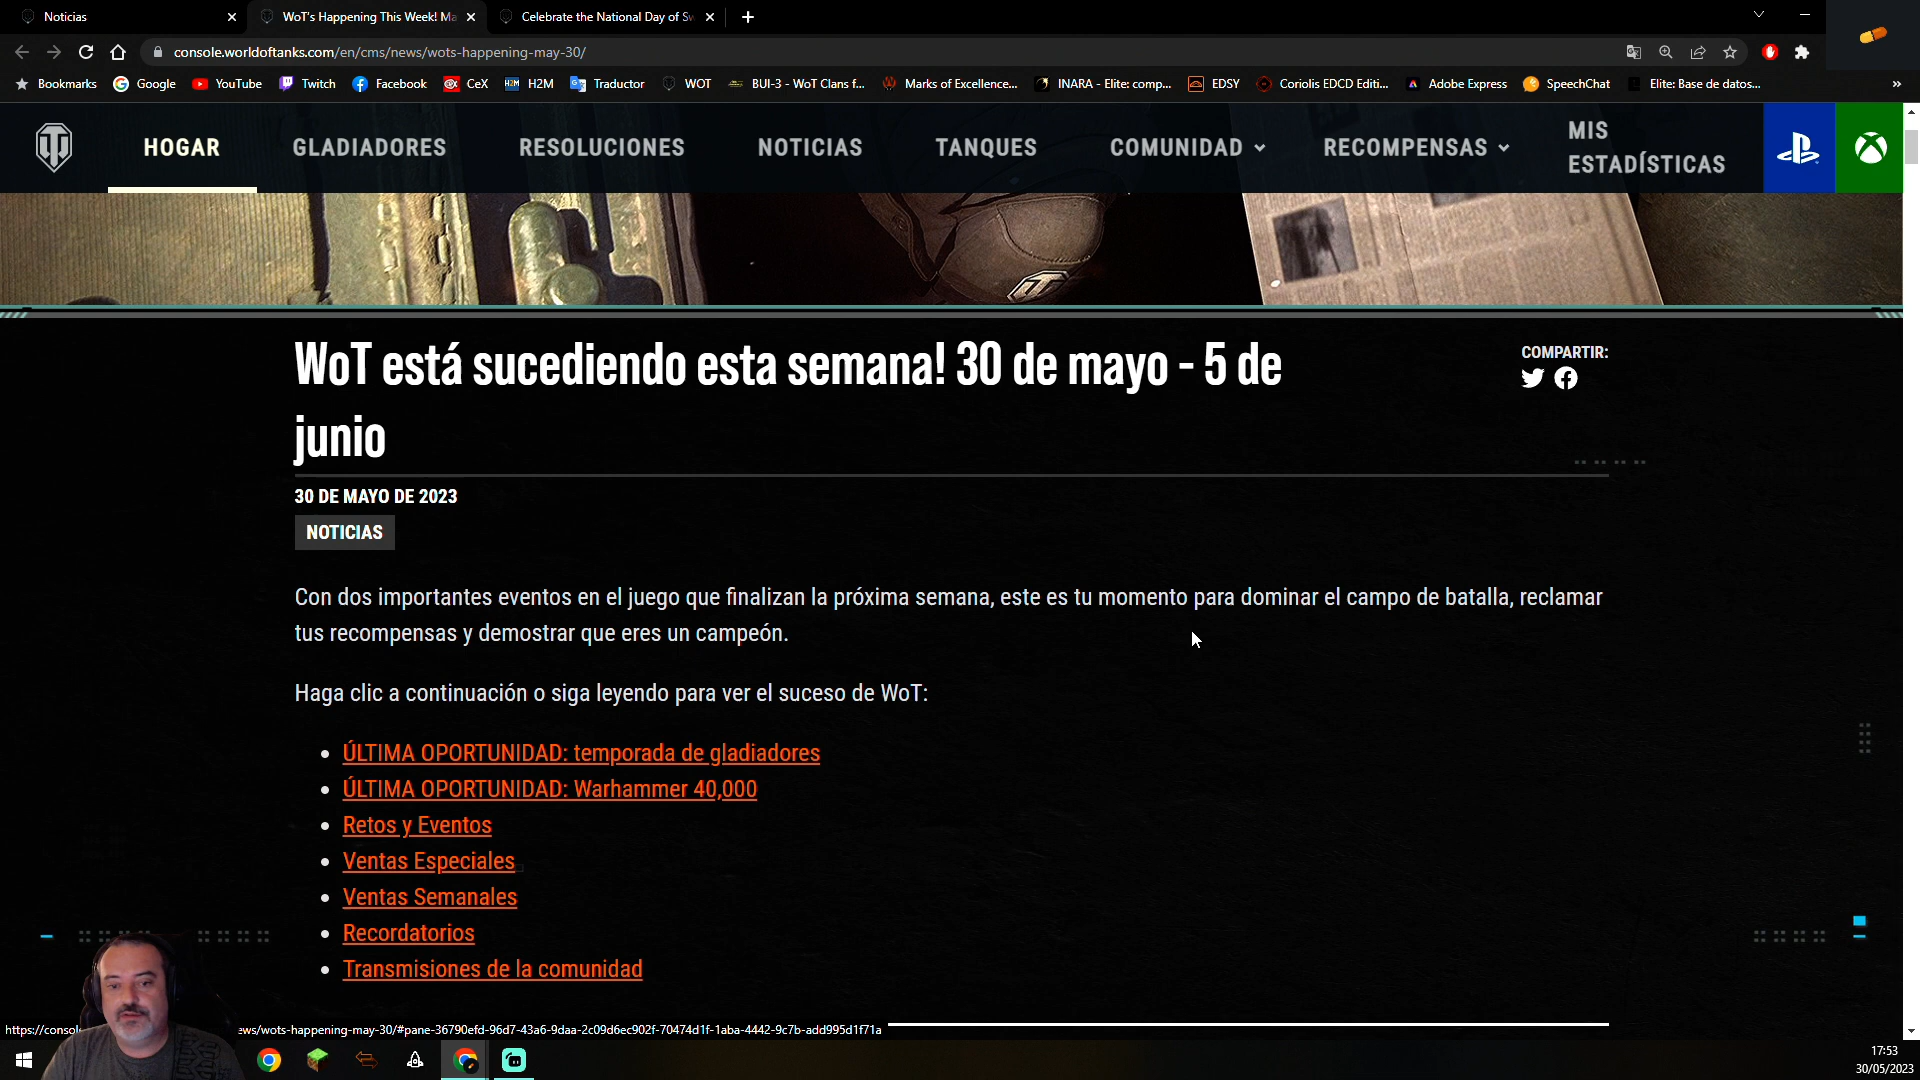 Noticias
WoT's Happening This Week! Ma
Celebrate the National Day of Sw
console.worldoftanks.com/en/cms/news/wots-happening-may-30/
Bookmarks
Google
YouTube
Twitch
Facebook
CeX
H2M
Traductor
WOT
BUI-3 - WoT Clans f...
Marks of Excellence...
INARA - Elite: comp...
EDSY
Coriolis EDCD Editi...
Adobe Express
SpeechChat
Elite: Base de datos...
HOGAR
GLADIADORES
RESOLUCIONES
NOTICIAS
TANQUES
COMUNIDAD
RECOMPENSAS
MIS
ESTADÍSTICAS
WoT está sucediendo esta semana! 30 de mayo - 5 de
junio
COMPARTIR:
30 DE MAYO DE 2023
NOTICIAS
Con dos importantes eventos en el juego que finalizan la próxima semana, este es tu momento para dominar el campo de batalla, reclamar
tus recompensas y demostrar que eres un campeón.
Haga clic a continuación o siga leyendo para ver el suceso de WoT:
ÚLTIMA OPORTUNIDAD: temporada de gladiadores
ÚLTIMA OPORTUNIDAD: Warhammer 40,000
Retos y Eventos
Ventas Especiales
Ventas Semanales
Recordatorios
Transmisiones de la comunidad
https://consol
ews/wots-happening-may-30/#pane-36790efd-96d7-43a6-9daa-2c09d6ec902f-70474d1f-1aba-4442-9c7b-add995d1f71a
17:53
30/05/2023